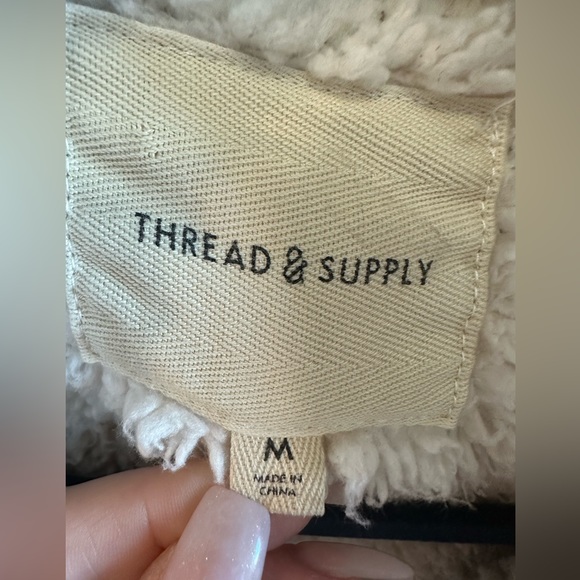 THREAD & SUPPLY
M
MADE IN
CHINA